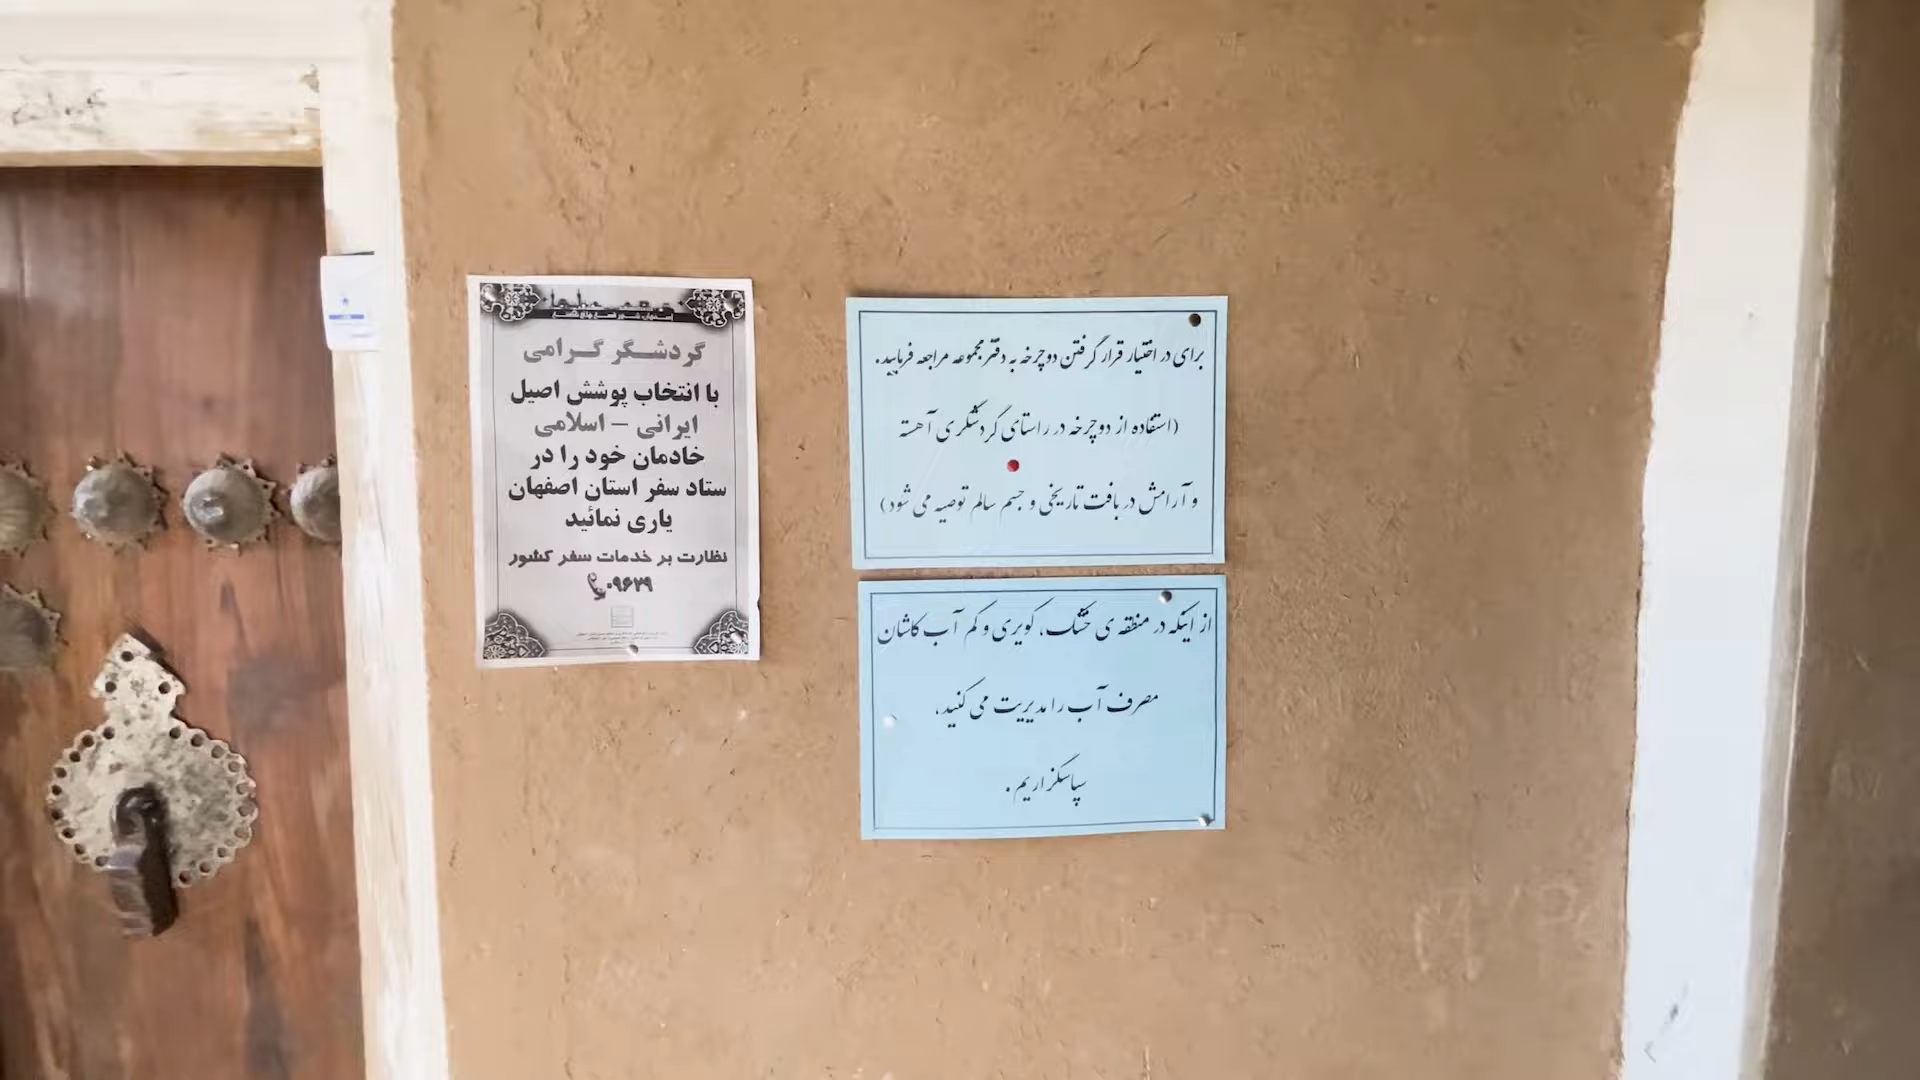 گردشگر گرامی
با انتخاب پوشش اصیل
ایرانی – اسلامی
خادمان خود را در
ستاد سفر استان اصفهان
یاری نمائید
نظارت بر خدمات سفر کشور
۰۹۶۲۹
برای در اختیار قرار گرفتن دوچرخه به دفتر مجموعه مراجعه فرمایید.
(استفاده از دوچرخه در راستای گردشگری آهسته
و آرامش در بافت تاریخی و جسم سالم توصیه می شود)
از اینکه در منطقه ی خشک، کویری و کم آب کاشان
مصرف آب را مدیریت می کنید،
سپاسگزاریم.